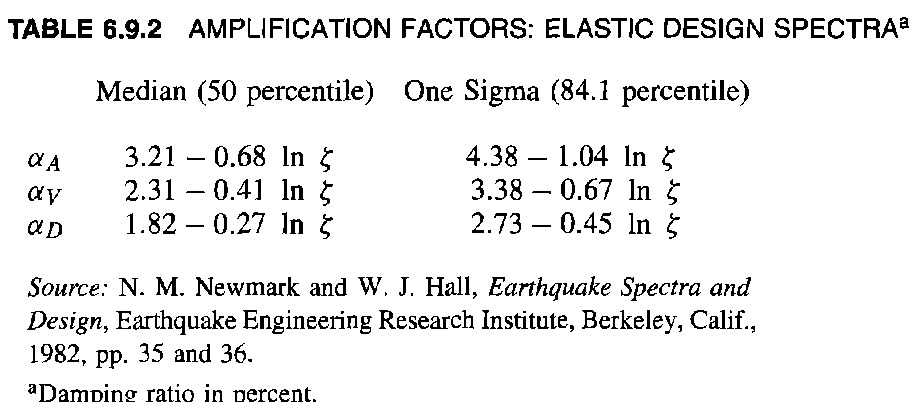 TABLE 6.9.2 AMPLIFICATION FACTORS: ELASTIC DESIGN SPECTRAᵃ
Median (50 percentile) One Sigma (84.1 percentile)
αA 3.21 – 0.68 ln ζ 4.38 – 1.04 ln ζ
αV 2.31 – 0.41 ln ζ 3.38 – 0.67 ln ζ
αD 1.82 – 0.27 ln ζ 2.73 – 0.45 ln ζ
Source: N. M. Newmark and W. J. Hall, Earthquake Spectra and
Design, Earthquake Engineering Research Institute, Berkeley, Calif.,
1982, pp. 35 and 36.
ᵃDamping ratio in percent.